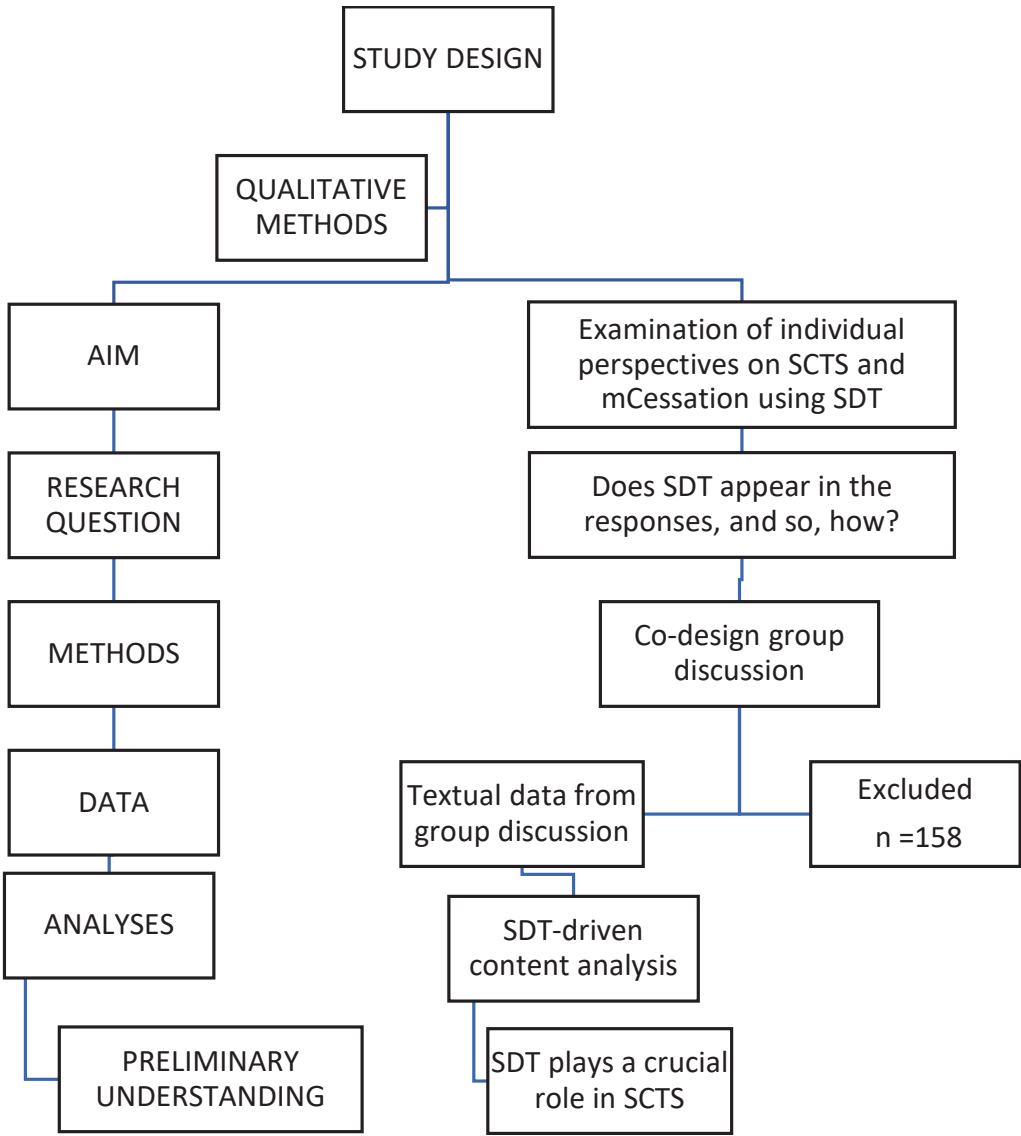 STUDY DESIGN
QUALITATIVE
METHODS
AIM
Examination of individual
perspectives on SCTS and
mCessation using SDT
RESEARCH
QUESTION
Does SDT appear in the
responses, and so, how?
METHODS
Co-design group
discussion
DATA
Textual data from
group discussion
Excluded
n =158
ANALYSES
SDT-driven
content analysis
PRELIMINARY
UNDERSTANDING
SDT plays a crucial
role in SCTS